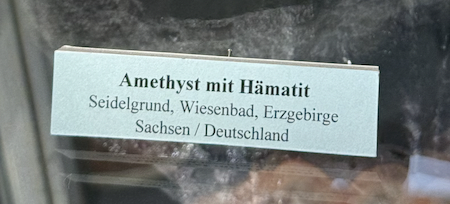 Amethyst mit Hämatit
Seidelgrund, Wiesenbad, Erzgebirge
Sachsen / Deutschland